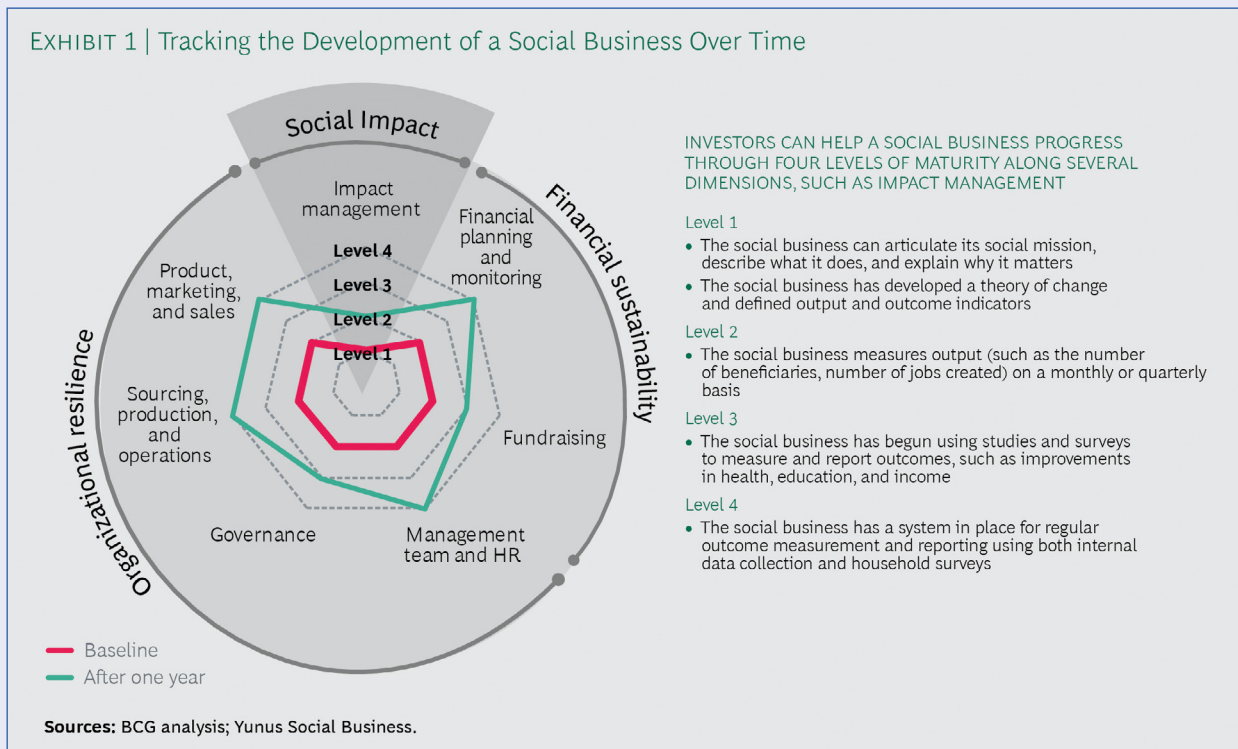 EXHIBIT 1 | Tracking the Development of a Social Business Over Time
Social Impact
Financial sustainability
Organizational resilience
Impact
management
Financial
planning
and
monitoring
Fundraising
Management
team and HR
Governance
Sourcing,
production,
and
operations
Product,
marketing,
and sales
Level 4
Level 3
Level 2
Level 1
Baseline
After one year
INVESTORS CAN HELP A SOCIAL BUSINESS PROGRESS
THROUGH FOUR LEVELS OF MATURITY ALONG SEVERAL
DIMENSIONS, SUCH AS IMPACT MANAGEMENT
Level 1
• The social business can articulate its social mission,
describe what it does, and explain why it matters
• The social business has developed a theory of change
and defined output and outcome indicators
Level 2
• The social business measures output (such as the number
of beneficiaries, number of jobs created) on a monthly or quarterly
basis
Level 3
• The social business has begun using studies and surveys
to measure and report outcomes, such as improvements
in health, education, and income
Level 4
• The social business has a system in place for regular
outcome measurement and reporting using both internal
data collection and household surveys
Sources: BCG analysis; Yunus Social Business.